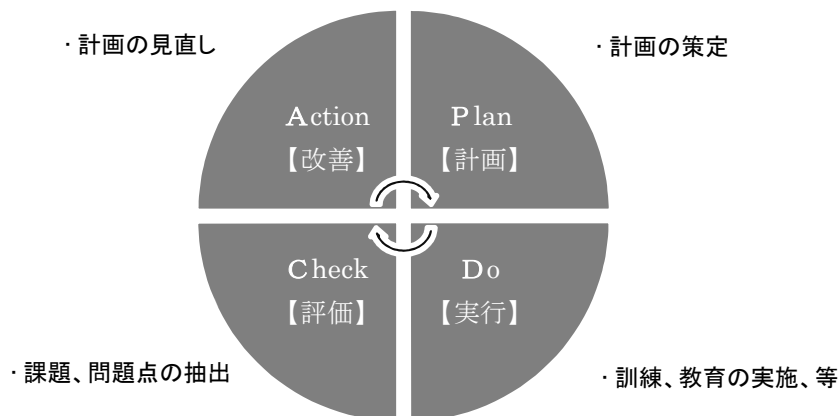 ・計画の見直し
・計画の策定
Action
【改善】
Plan
【計画】
Check
【評価】
Do
【実行】
・課題、問題点の抽出
・訓練、教育の実施、等